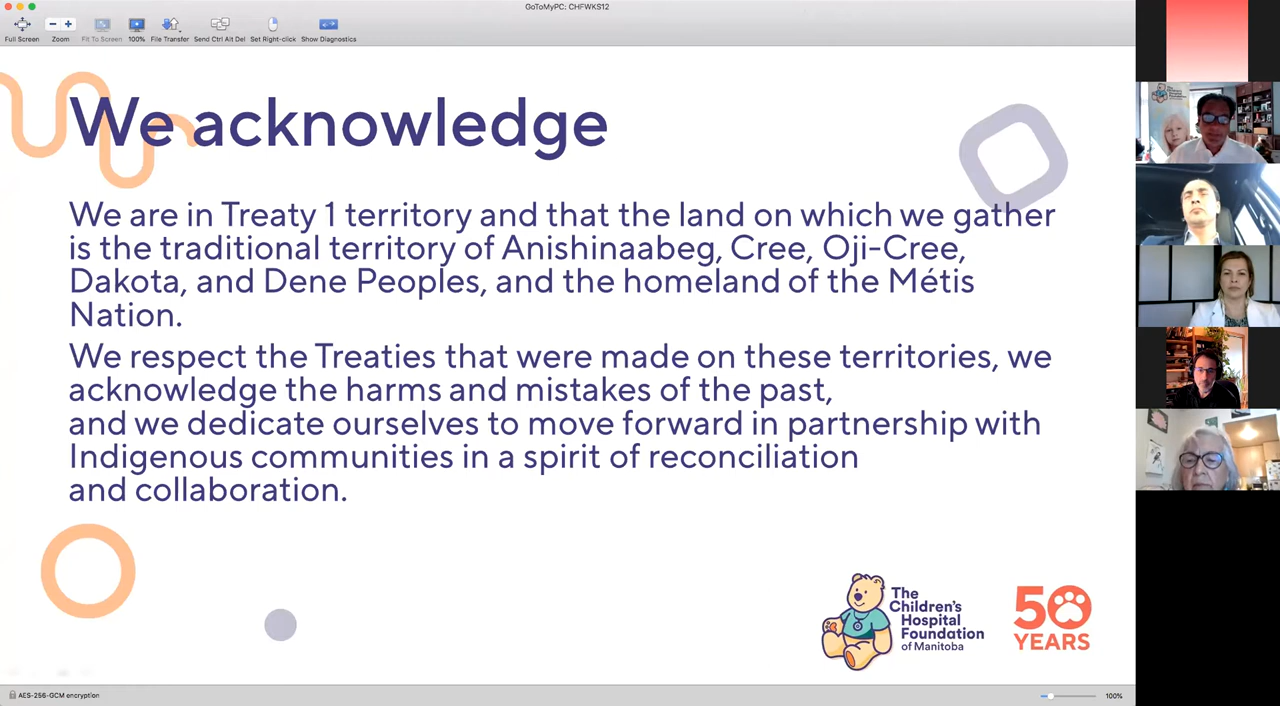 GoToMyPC: CHFWKS12
Full Screen
Zoom
Fit To Screen
100%
File Transfer
Send Ctrl Alt Del
Set Right-click
Show Diagnostics
We acknowledge
We are in Treaty 1 territory and that the land on which we gather
is the traditional territory of Anishinaabeg, Cree, Oji-Cree,
Dakota, and Dene Peoples, and the homeland of the Métis
Nation.
We respect the Treaties that were made on these territories, we
acknowledge the harms and mistakes of the past,
and we dedicate ourselves to move forward in partnership with
Indigenous communities in a spirit of reconciliation
and collaboration.
The
Children's
Hospital
Foundation
of Manitoba
50
YEARS
AES-256-GCM encryption
100%
The
Children's
Hospital
Foundation